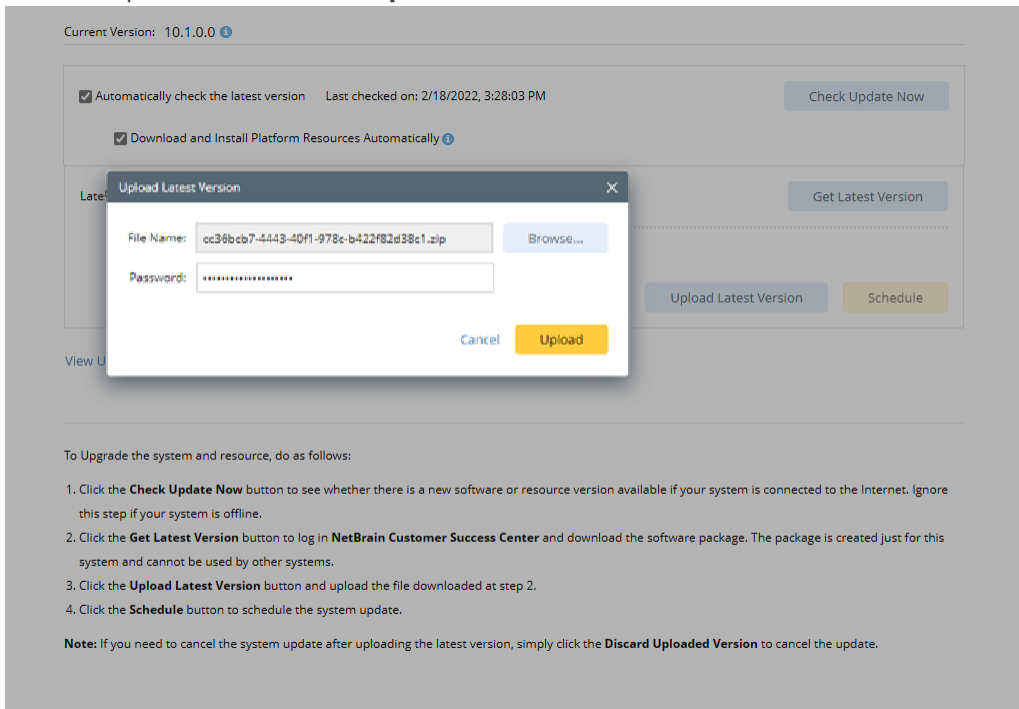 Current Version: 10.1.0.0
Automatically check the latest version Last checked on: 2/18/2022, 3:28:03 PM Check Update Now
Download and Install Platform Resources Automatically
Upload Latest Version
Get Latest Version
File Name: cc36bcb7-4443-40f1-978c-b422f82d38c1.zip Browse...
Password: ••••••••••••••••••••
Upload Latest Version Schedule
Cancel Upload
View U
To Upgrade the system and resource, do as follows:
1. Click the Check Update Now button to see whether there is a new software or resource version available if your system is connected to the Internet. Ignore
this step if your system is offline.
2. Click the Get Latest Version button to log in NetBrain Customer Success Center and download the software package. The package is created just for this
system and cannot be used by other systems.
3. Click the Upload Latest Version button and upload the file downloaded at step 2.
4. Click the Schedule button to schedule the system update.
Note: If you need to cancel the system update after uploading the latest version, simply click the Discard Uploaded Version to cancel the update.